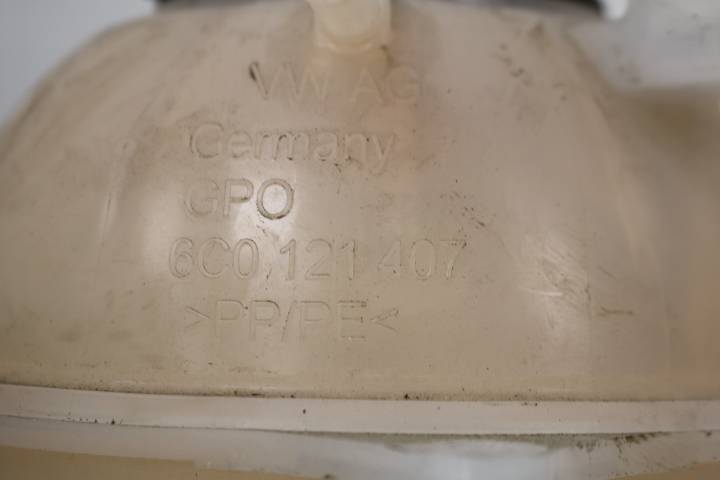 VW AG
Germany
GPO
6C0 121 407
>PP/PE<